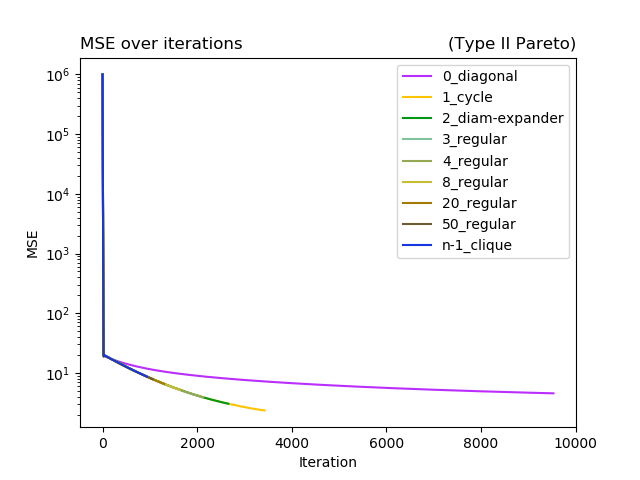 MSE over iterations (Type II Pareto)
10^6
10^5
10^4
10^3
10^2
10^1
MSE
0_diagonal
1_cycle
2_diam-expander
3_regular
4_regular
8_regular
20_regular
50_regular
n-1_clique
0 2000 4000 6000 8000 10000
Iteration